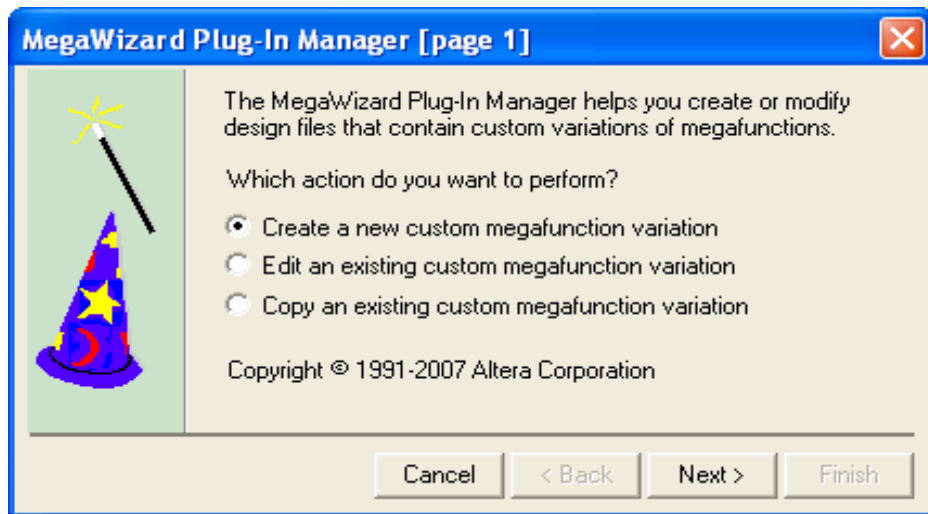 MegaWizard Plug-In Manager [page 1]
The MegaWizard Plug-In Manager helps you create or modify
design files that contain custom variations of megafunctions.
Which action do you want to perform?
Create a new custom megafunction variation
Edit an existing custom megafunction variation
Copy an existing custom megafunction variation
Copyright © 1991-2007 Altera Corporation
Cancel
< Back
Next >
Finish